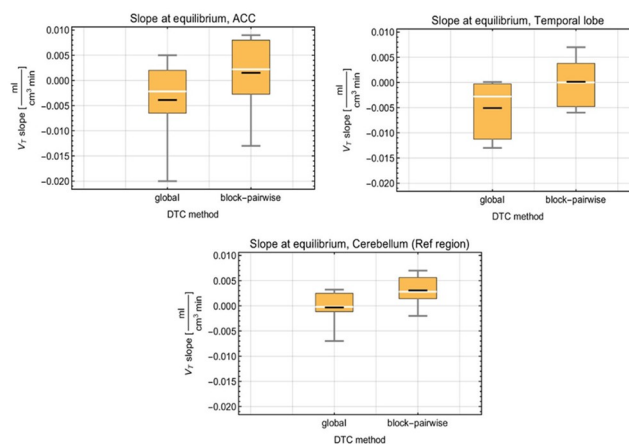 Slope at equilibrium, ACC
0.010
0.005
0.000
−0.005
−0.010
−0.015
−0.020
V_T slope [ml / cm³ min]
global block-pairwise
DTC method
Slope at equilibrium, Temporal lobe
0.010
0.005
0.000
−0.005
−0.010
−0.015
−0.020
V_T slope [ml / cm³ min]
global block-pairwise
DTC method
Slope at equilibrium, Cerebellum (Ref region)
0.010
0.005
0.000
−0.005
−0.010
−0.015
−0.020
V_T slope [ml / cm³ min]
global block-pairwise
DTC method